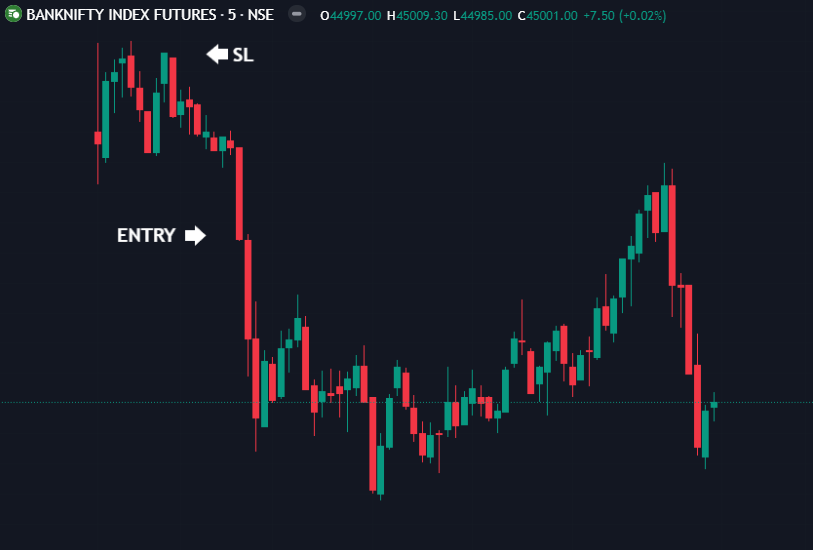 BANKNIFTY INDEX FUTURES · 5 · NSE O44997.00 H45009.30 L44985.00 C45001.00 +7.50 (+0.02%)
SL
ENTRY